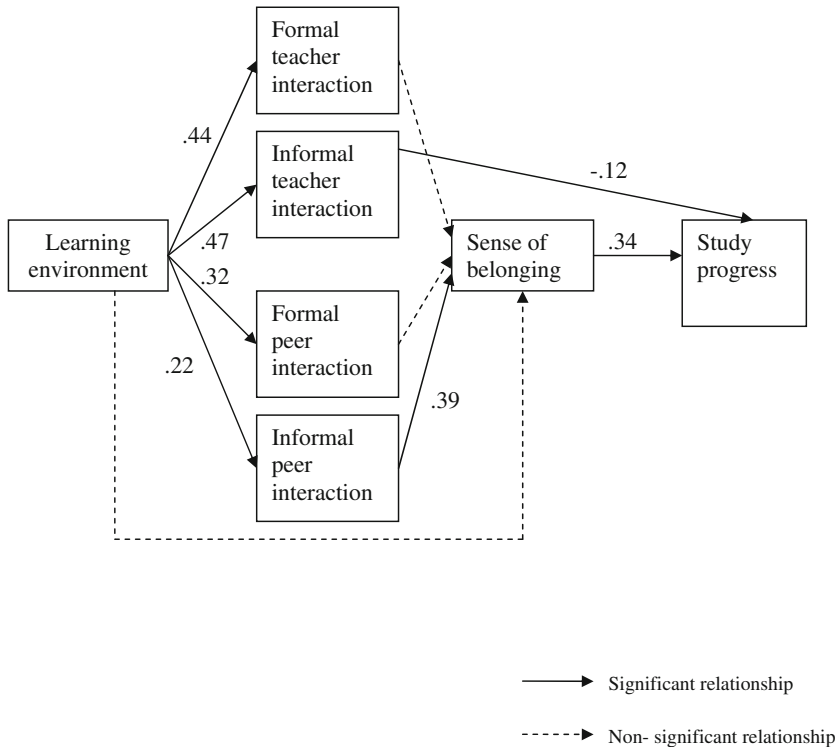 Formal
teacher
interaction
.44
Informal
teacher
interaction
-.12
Learning
environment
.47
.32
Sense of
belonging
.34
Study
progress
Formal
peer
interaction
.22
.39
Informal
peer
interaction
Significant relationship
Non- significant relationship